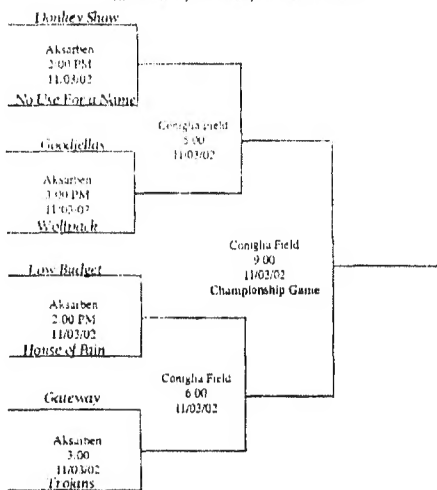 Donkey Show
Aksarben
2:00 PM
11/03/02
No Use For a Name
Coniglia Field
5:00
11/03/02
Goodfellas
Aksarben
3:00 PM
11/03/02
Wolfpack
Coniglia Field
9:00
11/03/02
Championship Game
Low Budget
Aksarben
2:00 PM
11/03/02
House of Pain
Coniglia Field
6:00
11/03/02
Gateway
Aksarben
3:00
11/03/02
Trojans